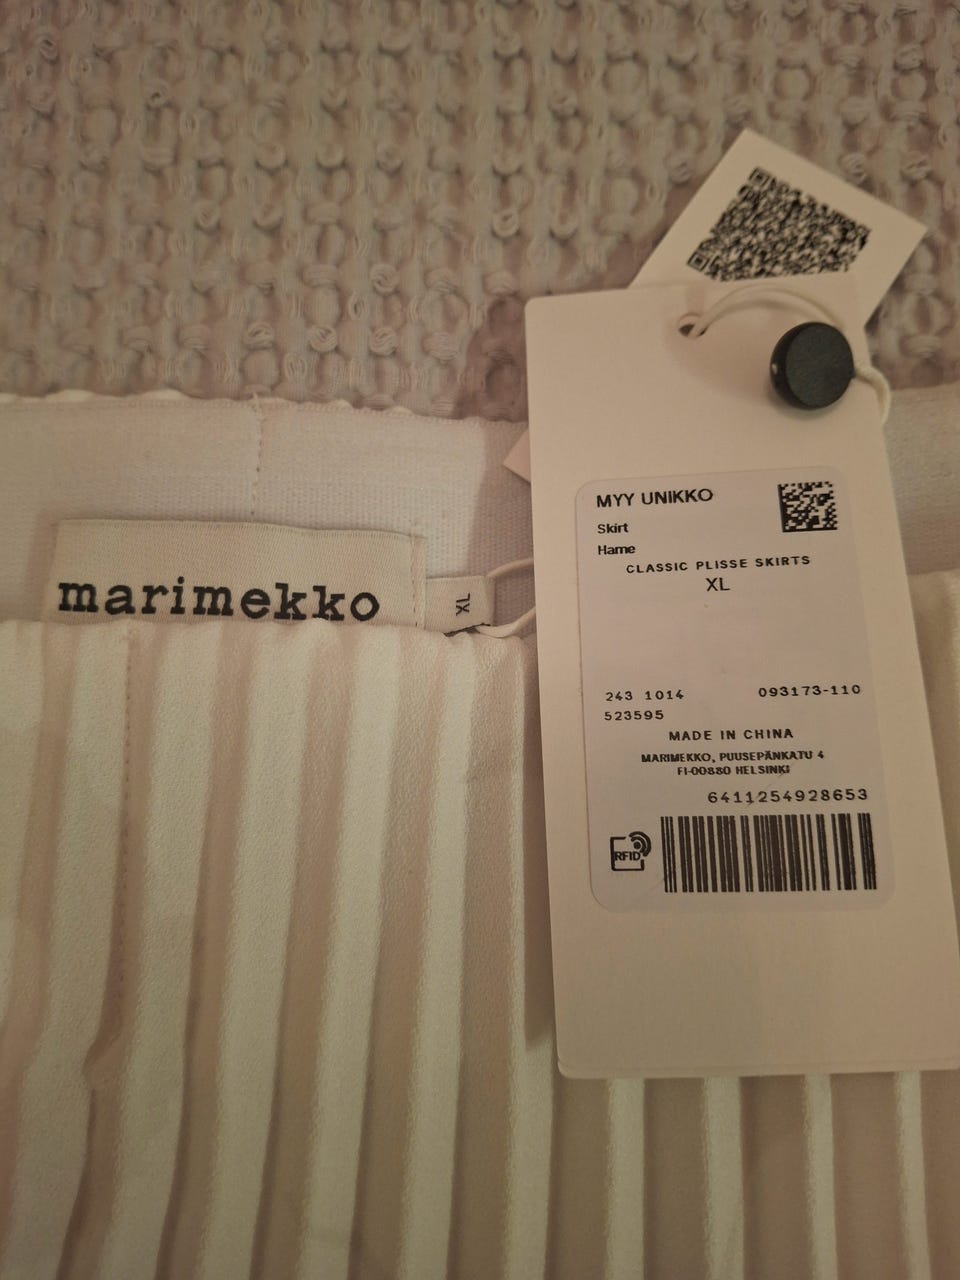 marimekko
XL
MYY UNIKKO
Skirt
Hame
CLASSIC PLISSE SKIRTS
XL
243 1014 093173-110
523595
MADE IN CHINA
MARIMEKKO, PUUSEPÄNKATU 4
FI-00880 HELSINKI
6411254928653
RFID